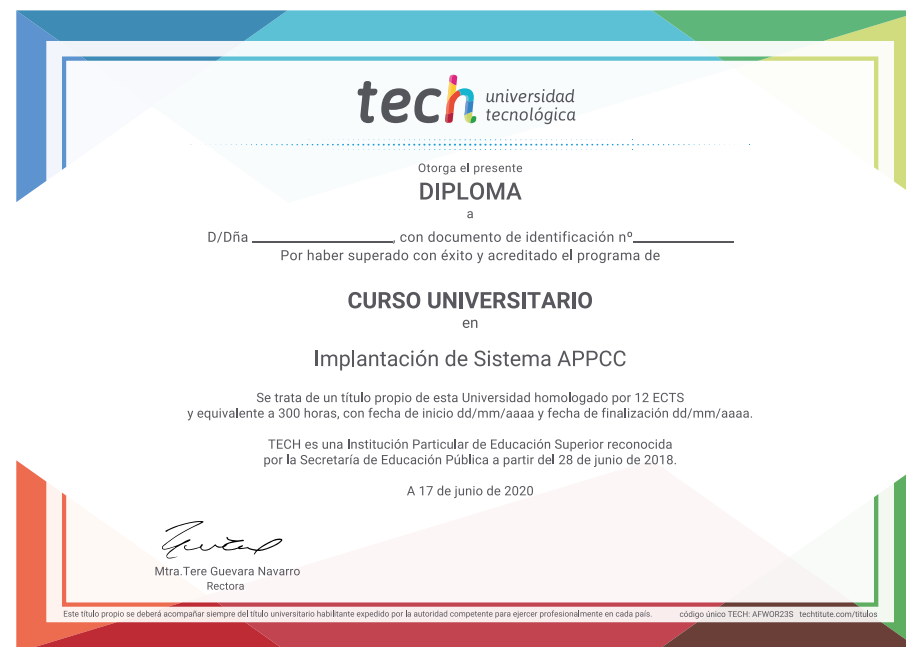 tech universidad
tecnológica
Otorga el presente
DIPLOMA
a
D/Dña ____________________, con documento de identificación nº______________
Por haber superado con éxito y acreditado el programa de
CURSO UNIVERSITARIO
en
Implantación de Sistema APPCC
Se trata de un título propio de esta Universidad homologado por 12 ECTS
y equivalente a 300 horas, con fecha de inicio dd/mm/aaaa y fecha de finalización dd/mm/aaaa.
TECH es una Institución Particular de Educación Superior reconocida
por la Secretaría de Educación Pública a partir del 28 de junio de 2018.
A 17 de junio de 2020
Mtra.Tere Guevara Navarro
Rectora
Este título propio se deberá acompañar siempre del título universitario habilitante expedido por la autoridad competente para ejercer profesionalmente en cada país. código único TECH: AFWOR23S techtitute.com/titulos